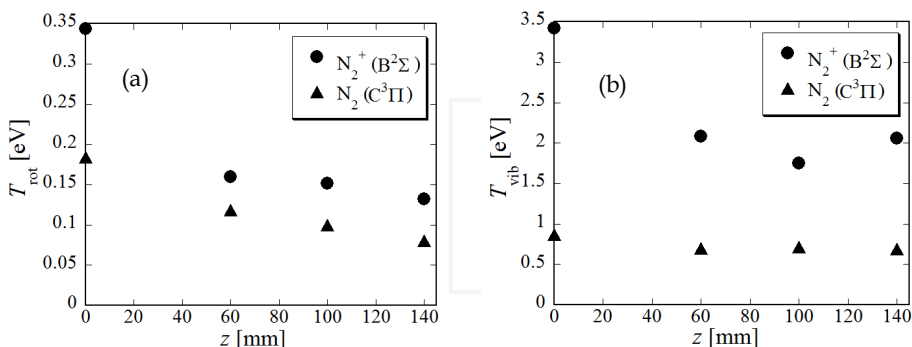 0.35
0.3
0.25
0.2
0.15
0.1
0.05
0
T_rot [eV]
(a)
N₂⁺ (B²Σ)
N₂ (C³Π)
0 20 40 60 80 100 120 140
z [mm]
3.5
3
2.5
2
1.5
1
0.5
0
T_vib [eV]
(b)
N₂⁺ (B²Σ)
N₂ (C³Π)
0 20 40 60 80 100 120 140
z [mm]